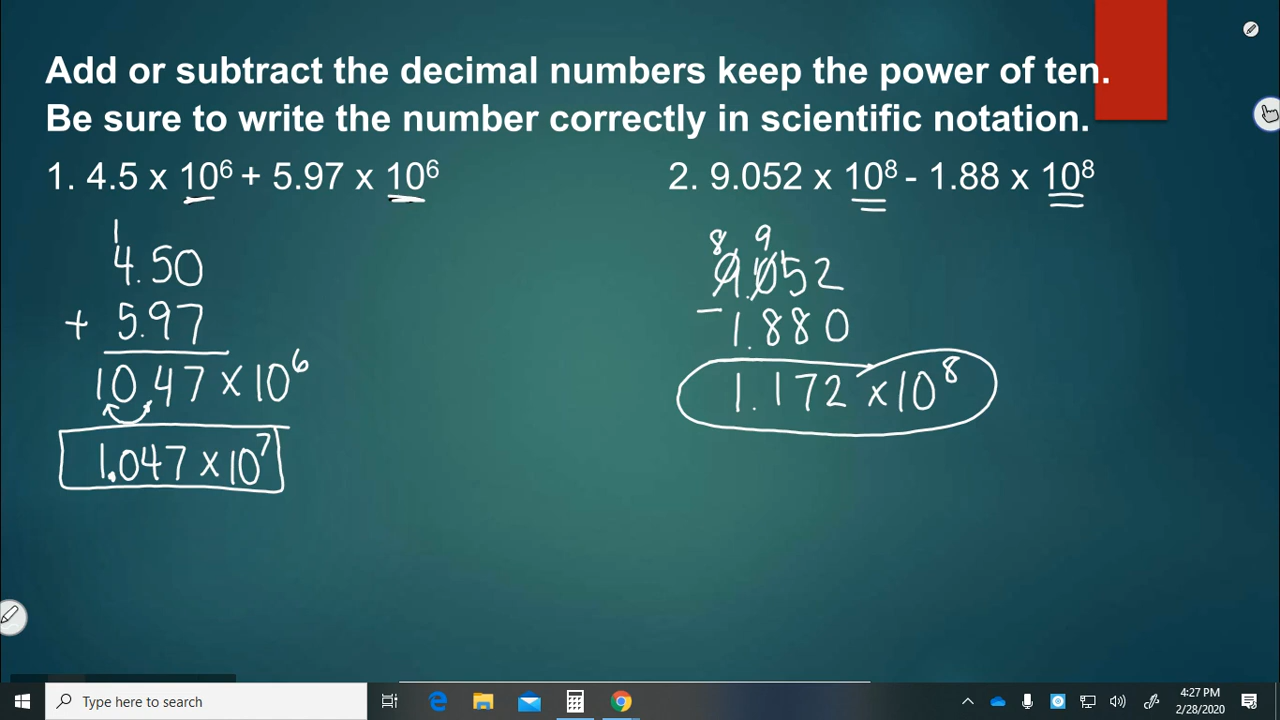 Add or subtract the decimal numbers keep the power of ten.
Be sure to write the number correctly in scientific notation.
1. 4.5 x 10⁶ + 5.97 x 10⁶
1
4.50
+ 5.97
10.47 x 10⁶
1.047 x 10⁷
2. 9.052 x 10⁸ - 1.88 x 10⁸
8 9
9.052
- 1.880
1.172 x 10⁸
Type here to search
4:27 PM
2/28/2020